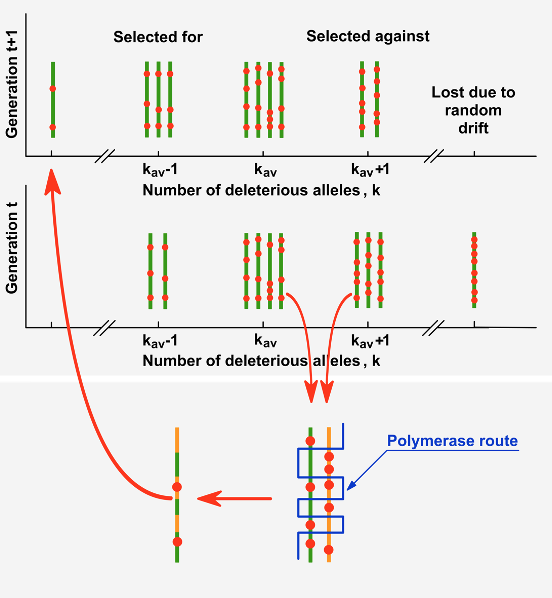 Generation t+1
Selected for
Selected against
Lost due to
random
drift
kav-1
kav
kav+1
Number of deleterious alleles, k
Generation t
kav-1
kav
kav+1
Number of deleterious alleles, k
Polymerase route